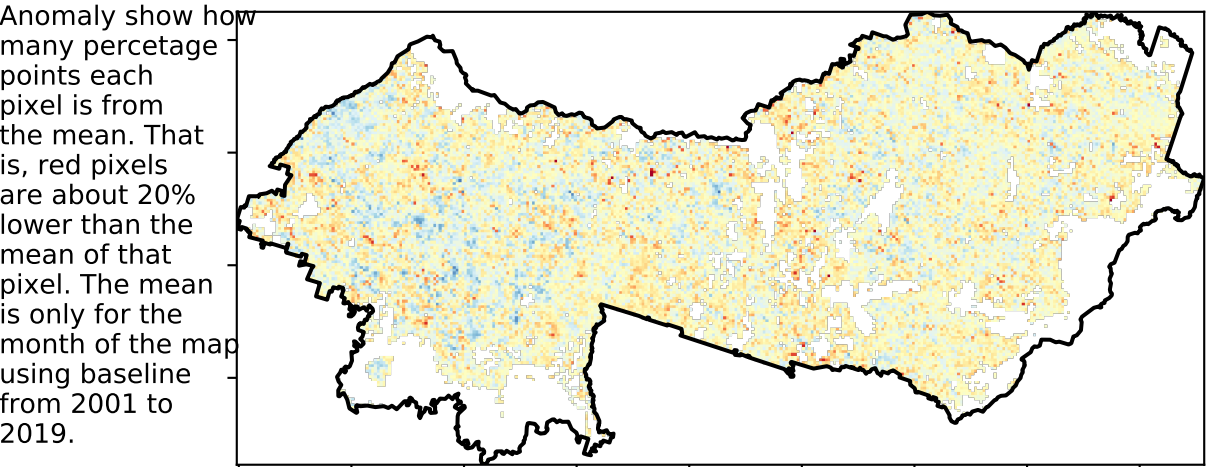 Anomaly show how
many percetage
points each
pixel is from
the mean. That
is, red pixels
are about 20%
lower than the
mean of that
pixel. The mean
is only for the
month of the map
using baseline
from 2001 to
2019.